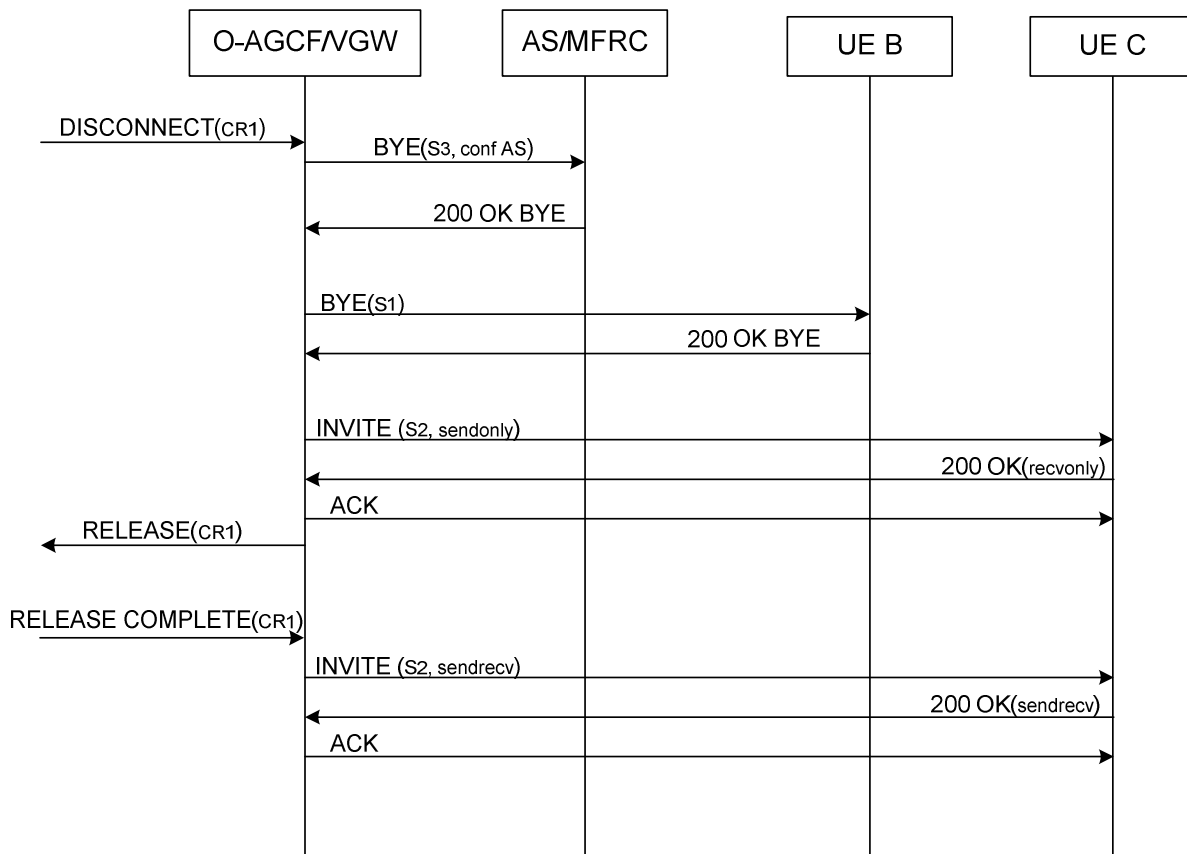 O-AGCF/VGW
AS/MFRC
UE B
UE C
DISCONNECT(CR1)
BYE(S3, conf AS)
200 OK BYE
BYE(S1)
200 OK BYE
INVITE (S2, sendonly)
200 OK(recvonly)
ACK
RELEASE(CR1)
RELEASE COMPLETE(CR1)
INVITE (S2, sendrecv)
200 OK(sendrecv)
ACK